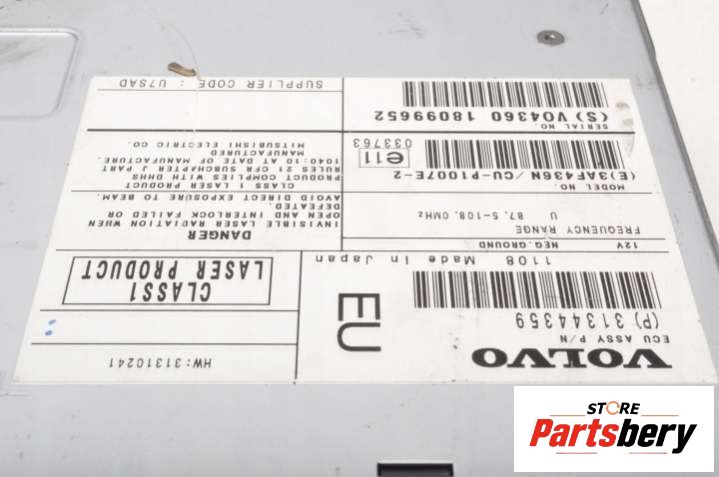 VOLVO
ECU ASSY P/N
(P) 31344359
EU
1108 Made In Japan
12V NEG.GROUND
FREQUENCY RANGE
U 87.5-108.0MHz
MODEL NO.
(E)3AF436N/CU-P1007E-2
e11
033763
SERIAL NO.
(S) VO4360 18099652
HW:31310241
CLASS1
LASER PRODUCT
DANGER
INVISIBLE LASER RADIATION WHEN
OPEN AND INTERLOCK FAILED OR
DEFEATED.
AVOID DIRECT EXPOSURE TO BEAM.
CLASS 1 LASER PRODUCT
PRODUCT COMPLIES WITH DHHS
RULES 21 CFR SUBCHAPTER J PART
1040:10 AT DATE OF MANUFACTURE.
MANUFACTURED
MITSUBISHI ELECTRIC CO.
SUPPLIER CODE : U7SAD
STORE
Partsbery